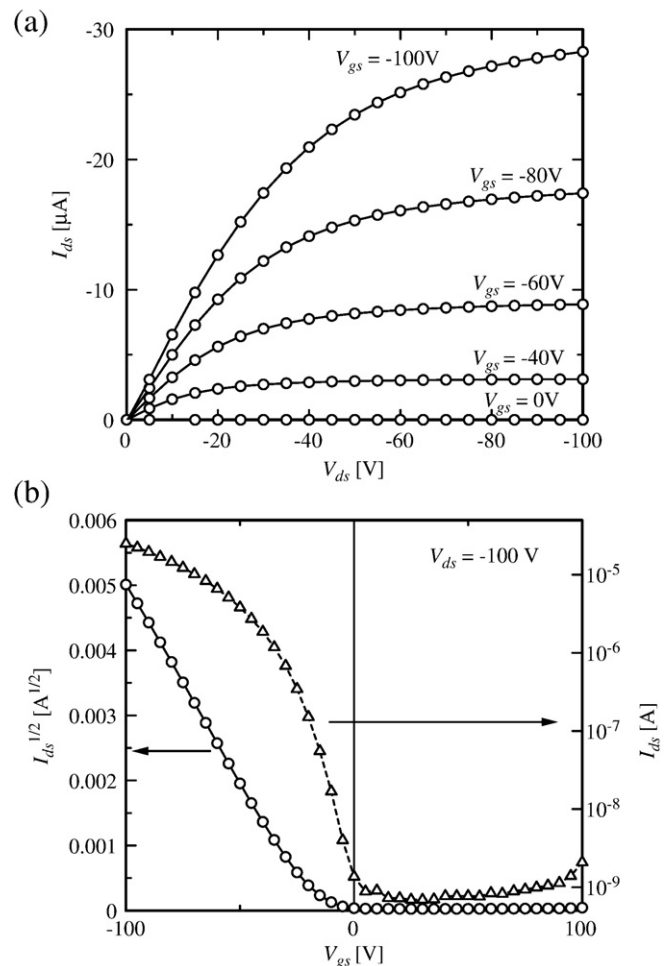 (a)
-30
-20
-10
0
I_ds [µA]
V_gs = -100V
V_gs = -80V
V_gs = -60V
V_gs = -40V
V_gs = 0V
0 -20 -40 -60 -80 -100
V_ds [V]
(b)
0.006
0.005
0.004
0.003
0.002
0.001
0
I_ds^1/2 [A^1/2]
V_ds = -100 V
10^-5
10^-6
10^-7
10^-8
10^-9
I_ds [A]
-100 0 100
V_gs [V]